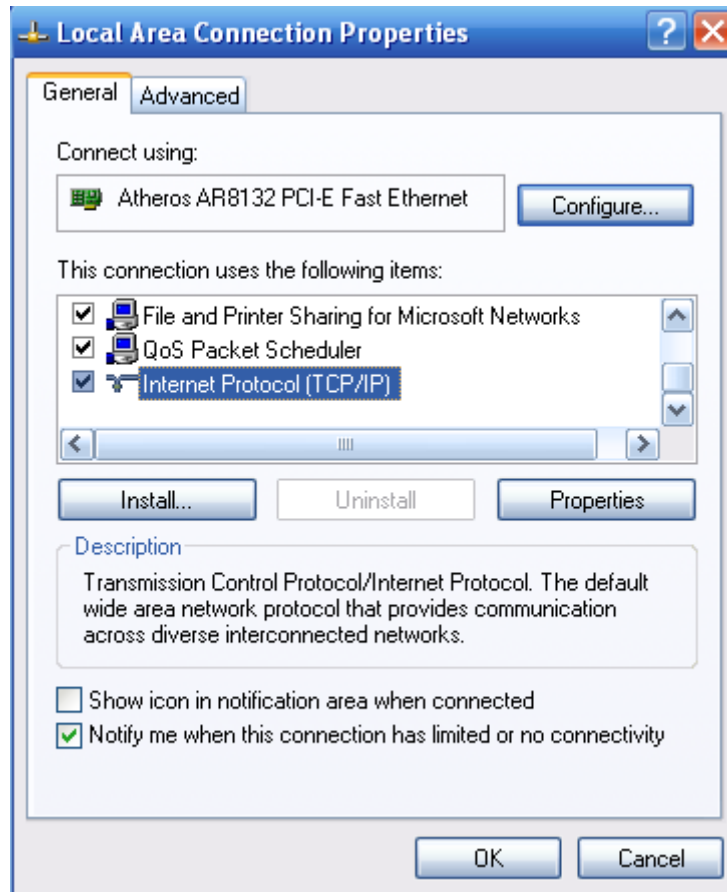 Local Area Connection Properties
General
Advanced
Connect using:
Atheros AR8132 PCI-E Fast Ethernet
Configure...
This connection uses the following items:
File and Printer Sharing for Microsoft Networks
QoS Packet Scheduler
Internet Protocol (TCP/IP)
Install...
Uninstall
Properties
Description
Transmission Control Protocol/Internet Protocol. The default
wide area network protocol that provides communication
across diverse interconnected networks.
Show icon in notification area when connected
Notify me when this connection has limited or no connectivity
OK
Cancel